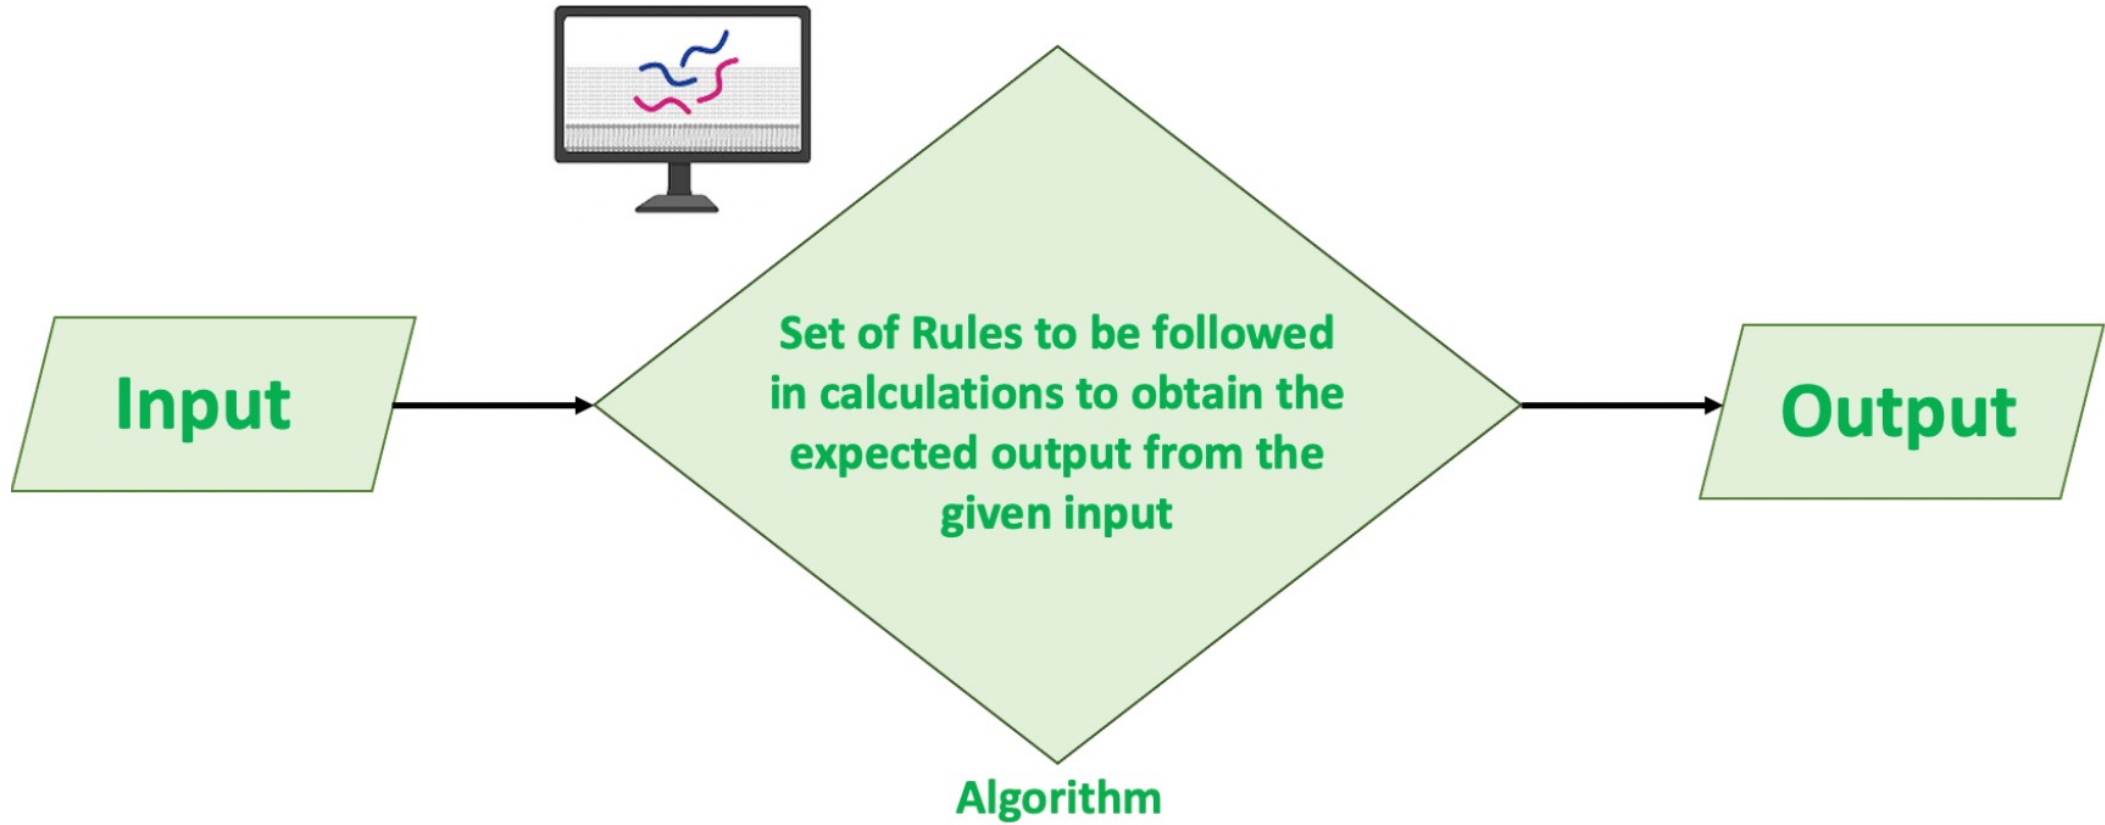 Input
Set of Rules to be followed
in calculations to obtain the
expected output from the
given input
Output
Algorithm